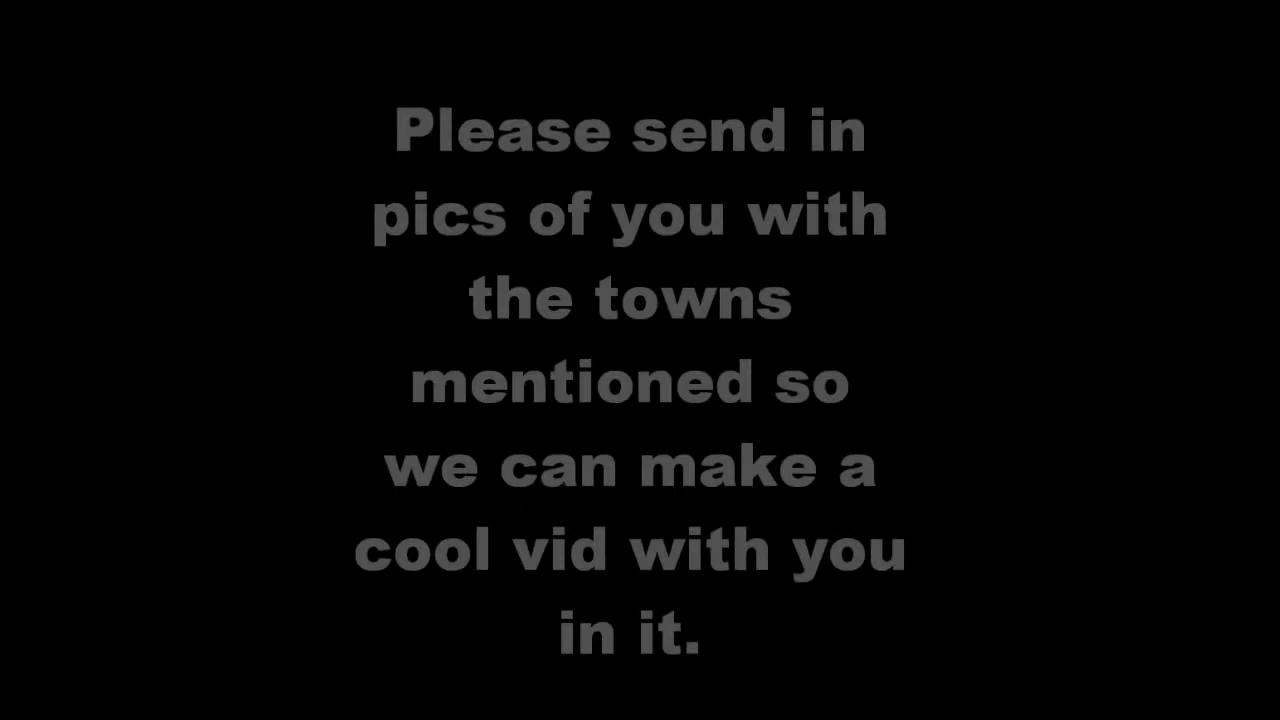 Please send in
pics of you with
the towns
mentioned so
we can make a
cool vid with you
in it.